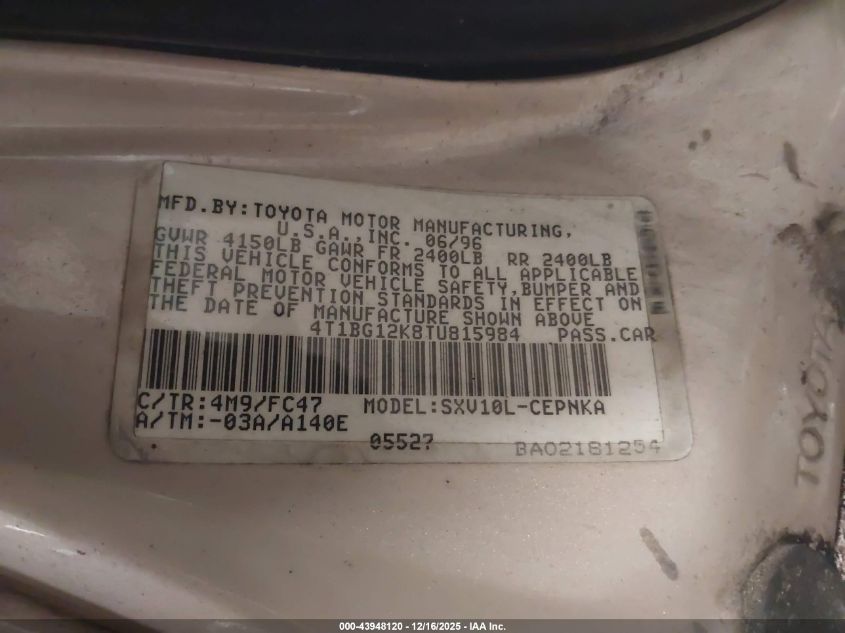 MFD.BY:TOYOTA MOTOR MANUFACTURING,
U.S.A.,INC. 06/96
GVWR 4150LB GAWR FR 2400LB RR 2400LB
THIS VEHICLE CONFORMS TO ALL APPLICABLE
FEDERAL MOTOR VEHICLE SAFETY,BUMPER AND
THEFT PREVENTION STANDARDS IN EFFECT ON
THE DATE OF MANUFACTURE SHOWN ABOVE
4T1BG12K8TU815984 PASS.CAR
C/TR:4M9/FC47 MODEL:SXV10L-CEPNKA
A/TM:-03A/A140E
05527 BA02181254
TOYOTA
000-43948120 - 12/16/2025 - IAA Inc.